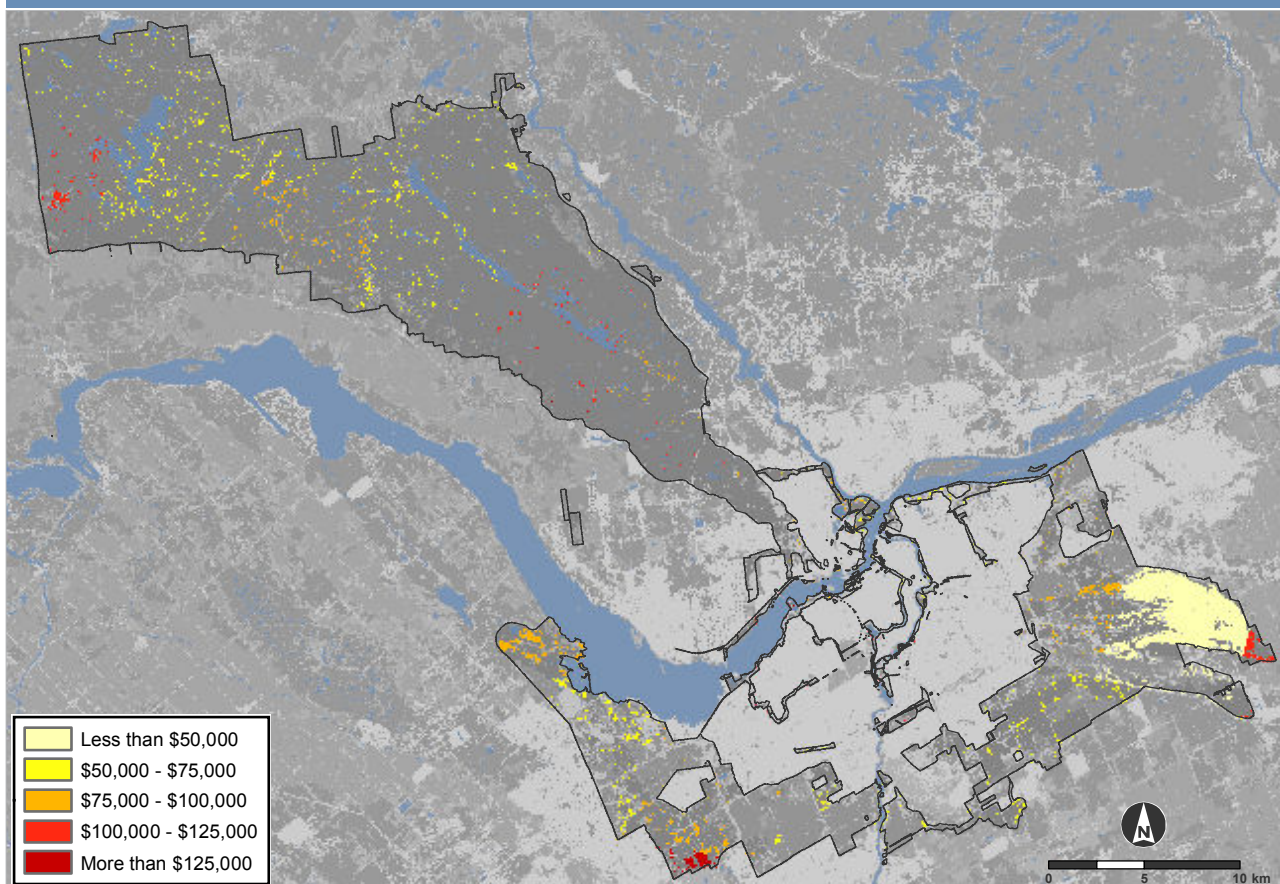 Less than $50,000
$50,000 - $75,000
$75,000 - $100,000
$100,000 - $125,000
More than $125,000
N
0 5 10 km